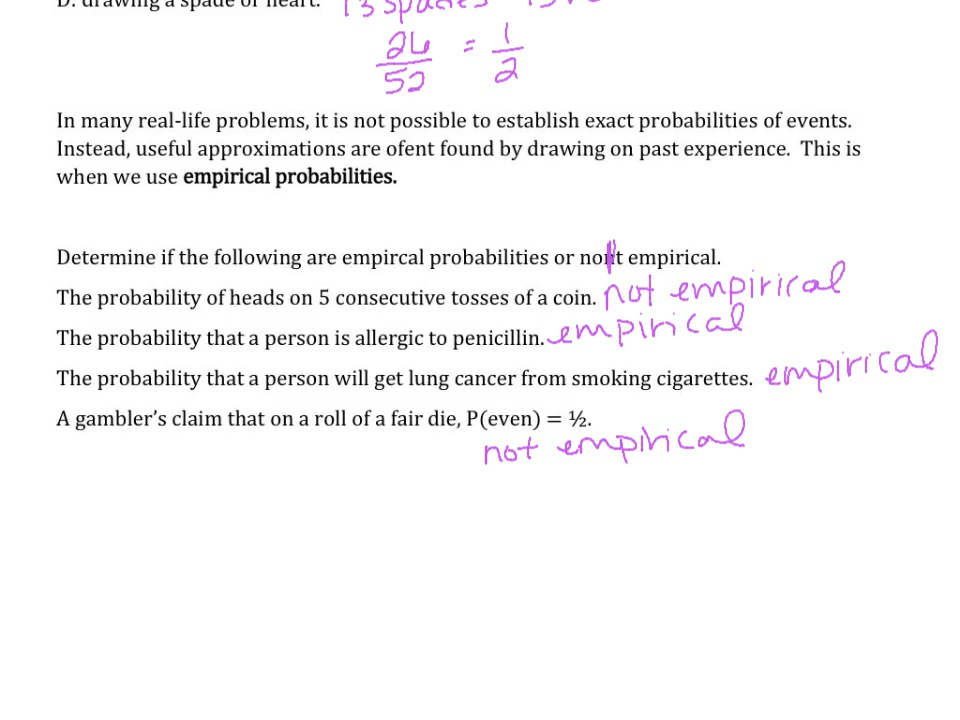 D. drawing a spade or heart. 13 spades
26/52 = 1/2
In many real-life problems, it is not possible to establish exact probabilities of events.
Instead, useful approximations are ofent found by drawing on past experience. This is
when we use empirical probabilities.
Determine if the following are empircal probabilities or not empirical.
The probability of heads on 5 consecutive tosses of a coin. not empirical
The probability that a person is allergic to penicillin. empirical
The probability that a person will get lung cancer from smoking cigarettes. empirical
A gambler's claim that on a roll of a fair die, P(even) = ½.
not empirical